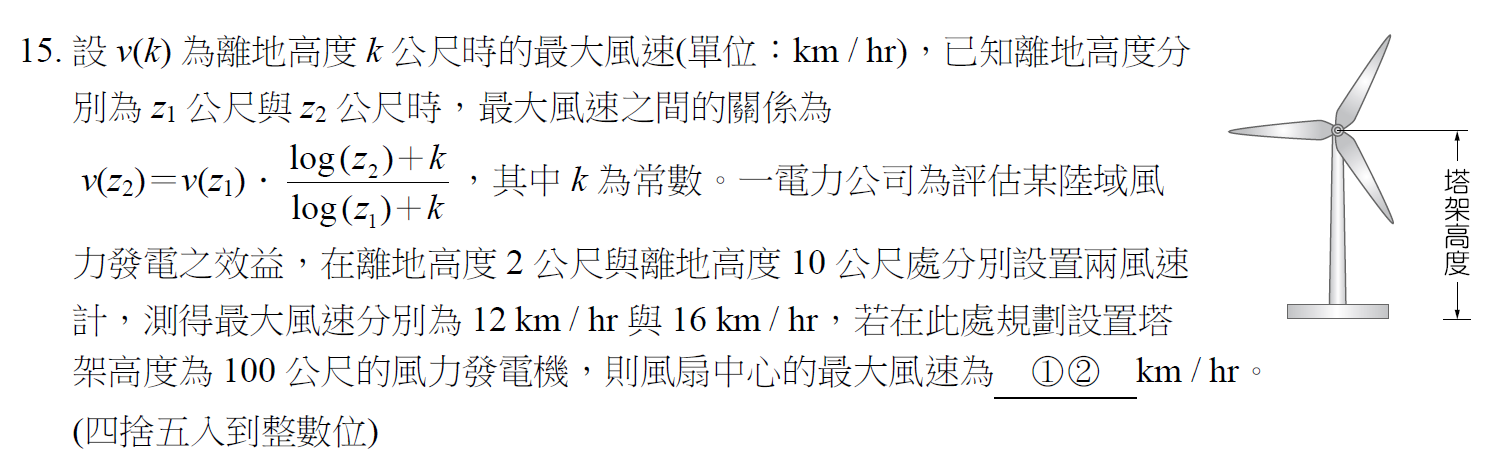 15. 設 v(k) 為離地高度 k 公尺時的最大風速(單位：km / hr)，已知離地高度分
別為 z₁ 公尺與 z₂ 公尺時，最大風速之間的關係為
v(z₂)＝v(z₁)．(log (z₂)＋k)/(log (z₁)＋k)，其中 k 為常數。一電力公司為評估某陸域風
力發電之效益，在離地高度 2 公尺與離地高度 10 公尺處分別設置兩風速
計，測得最大風速分別為 12 km / hr 與 16 km / hr，若在此處規劃設置塔
架高度為 100 公尺的風力發電機，則風扇中心的最大風速為 ①② km / hr。
(四捨五入到整數位)
塔架高度